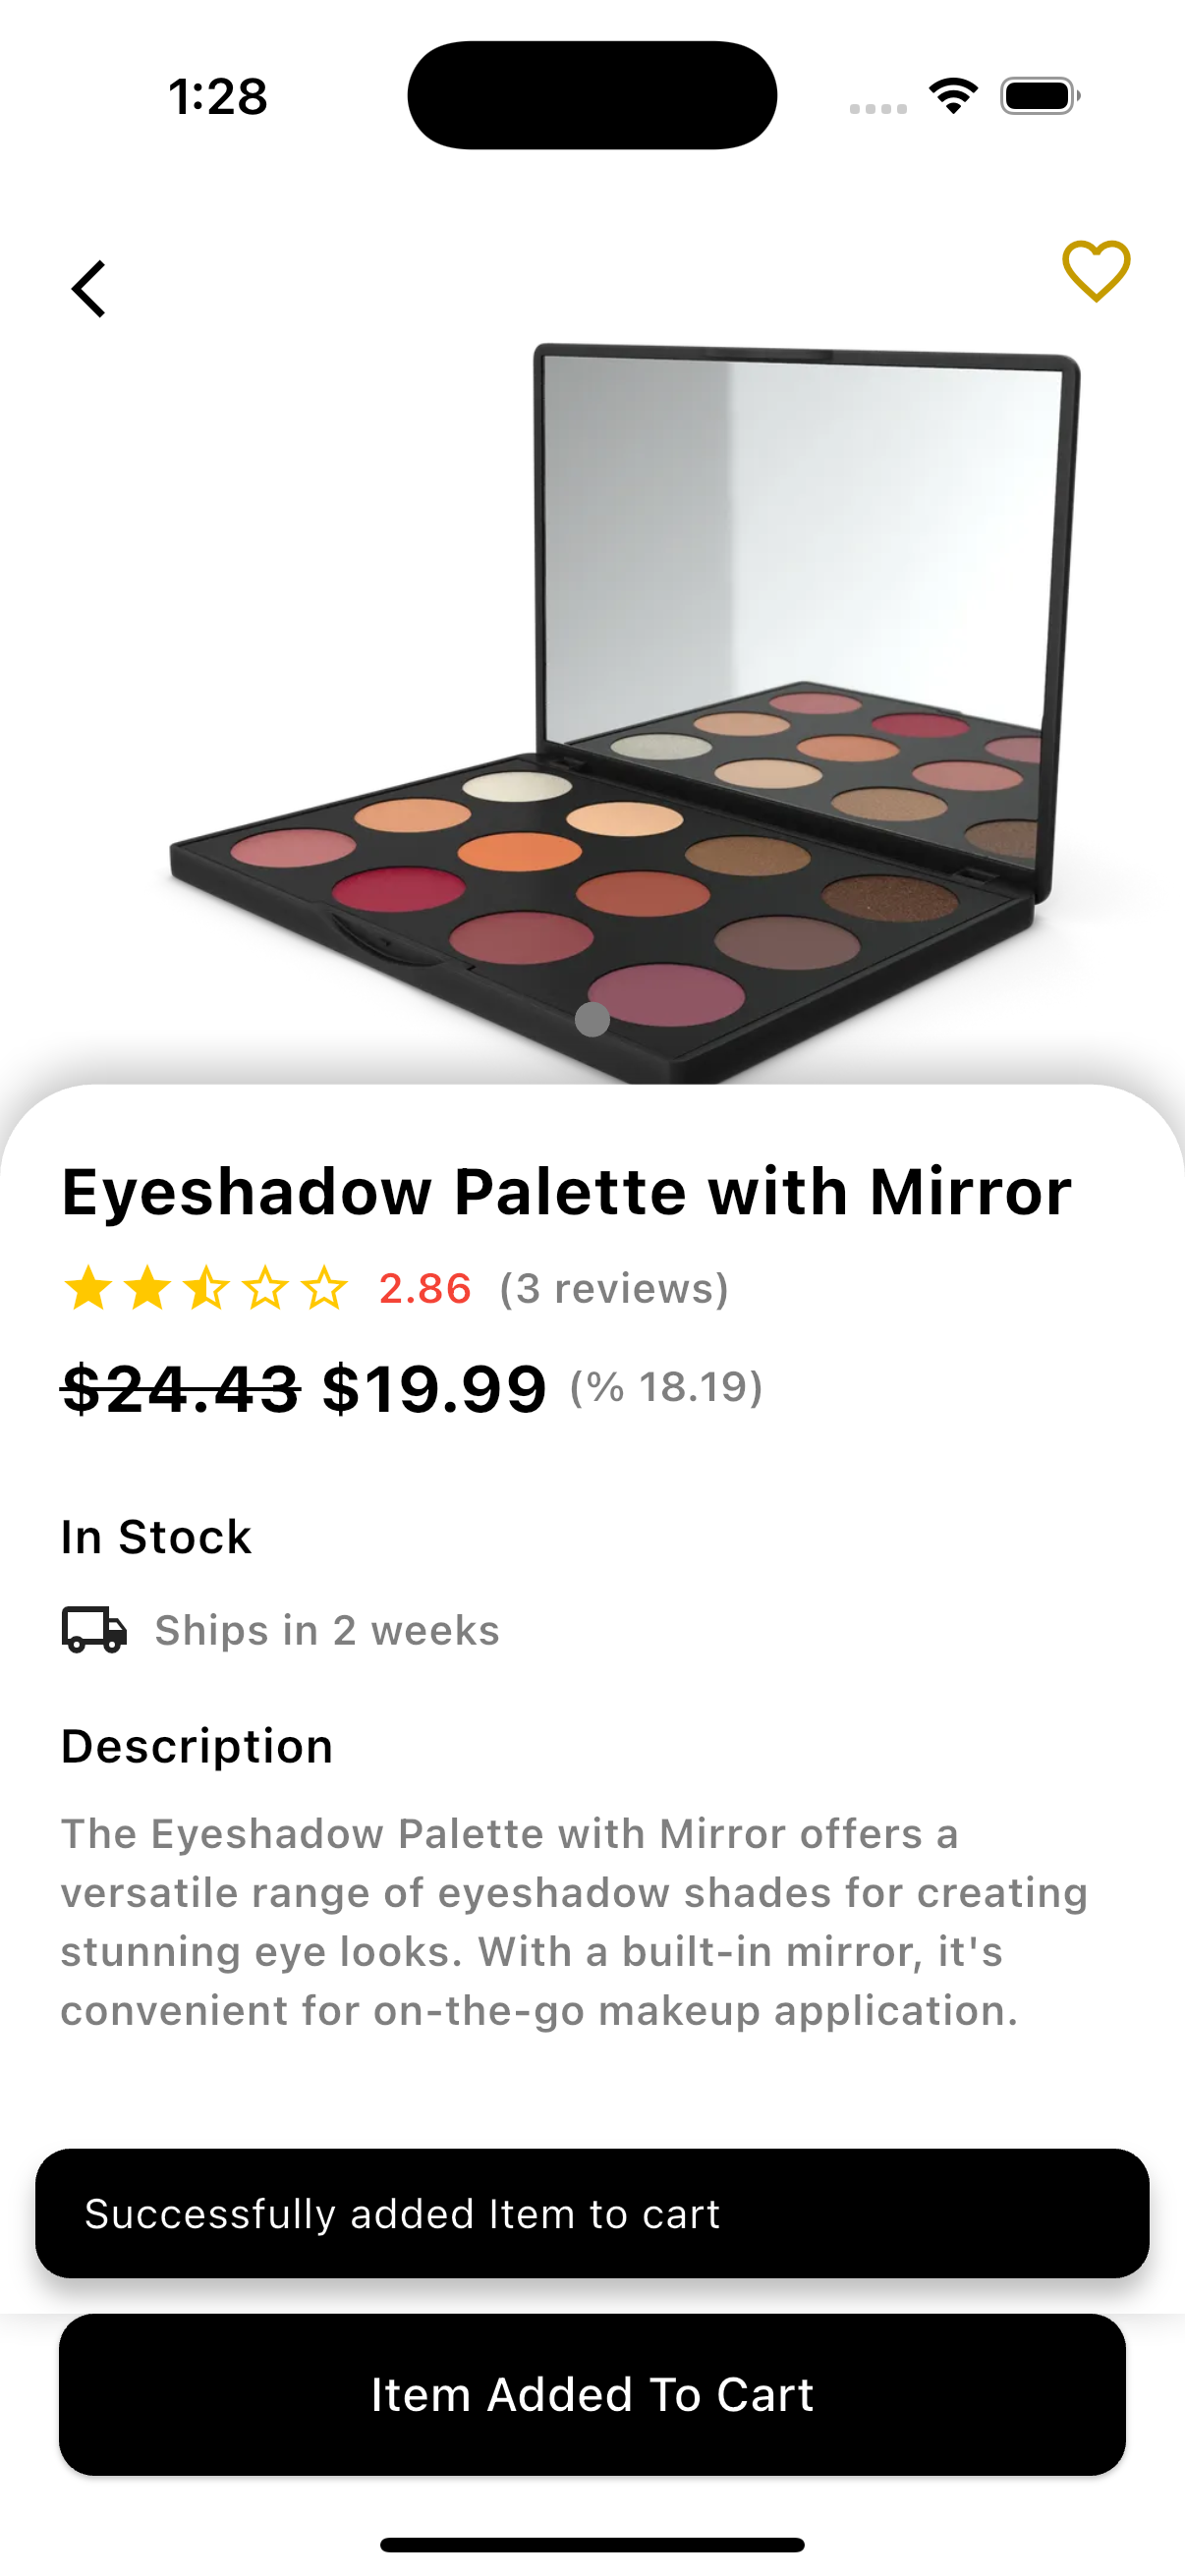 1:28
Eyeshadow Palette with Mirror
2.86 (3 reviews)
$24.43 $19.99 (% 18.19)
In Stock
Ships in 2 weeks
Description
The Eyeshadow Palette with Mirror offers a
versatile range of eyeshadow shades for creating
stunning eye looks. With a built-in mirror, it's
convenient for on-the-go makeup application.
Successfully added Item to cart
Item Added To Cart